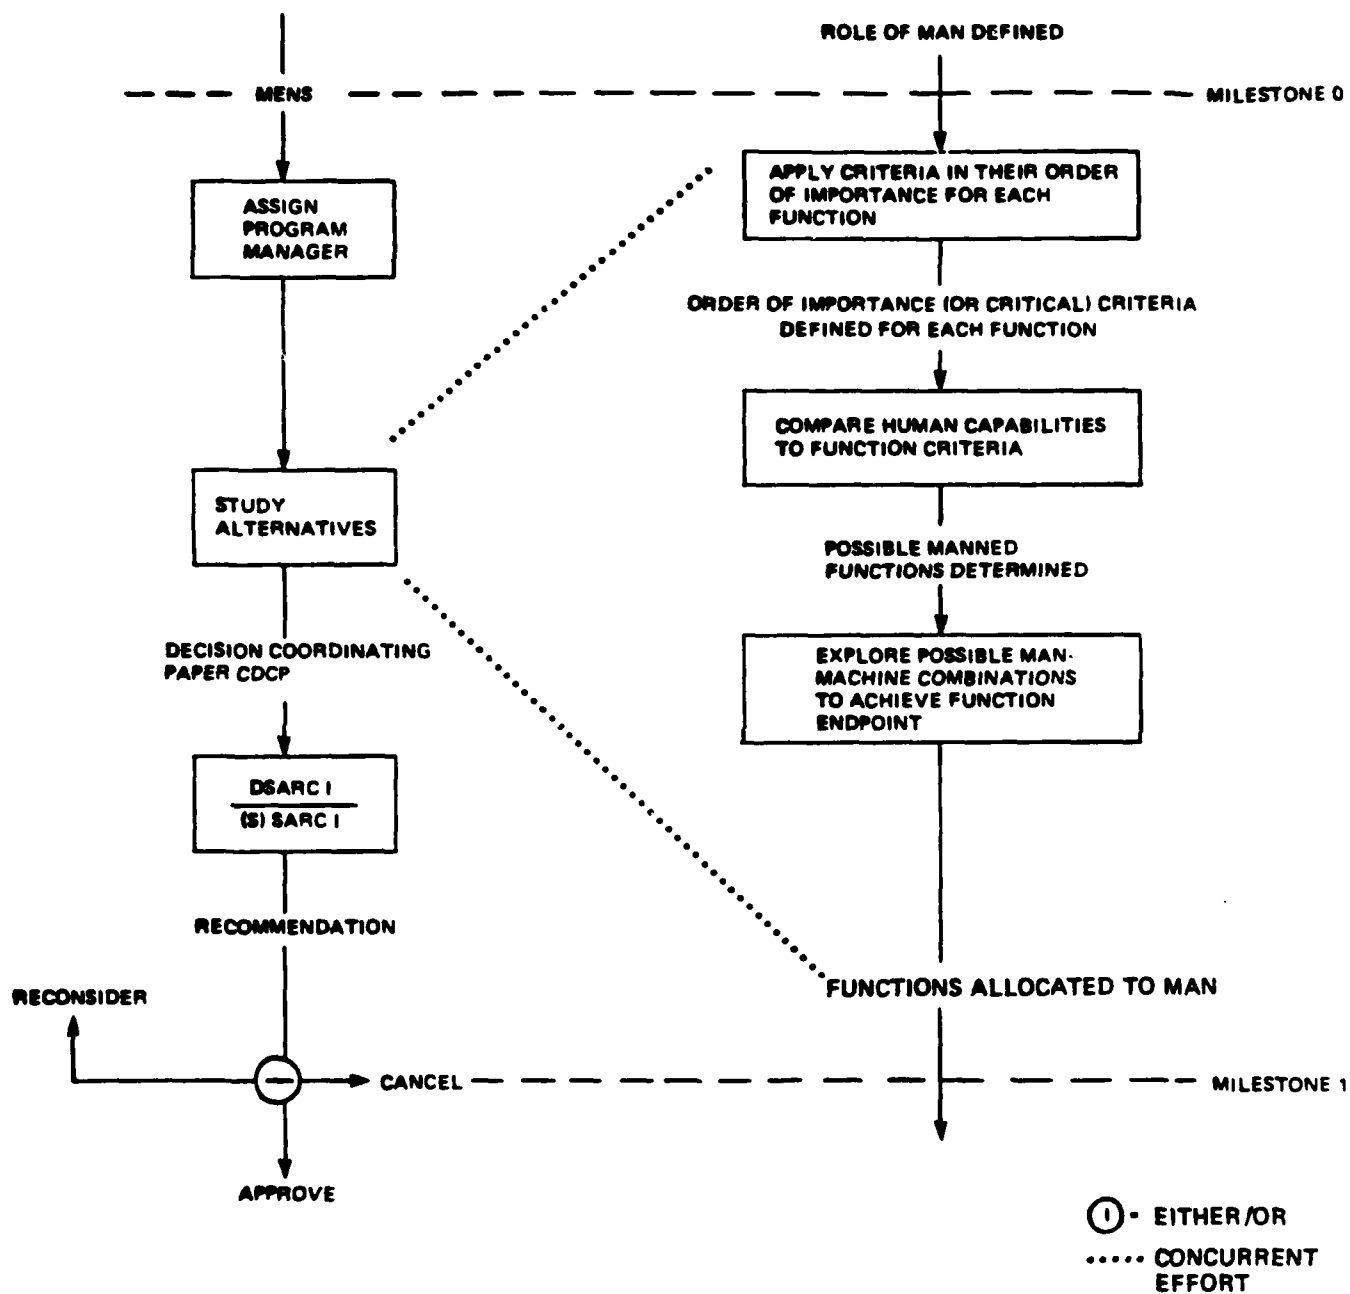 ROLE OF MAN DEFINED
MENS
MILESTONE 0
ASSIGN
PROGRAM
MANAGER
APPLY CRITERIA IN THEIR ORDER
OF IMPORTANCE FOR EACH
FUNCTION
ORDER OF IMPORTANCE (OR CRITICAL) CRITERIA
DEFINED FOR EACH FUNCTION
COMPARE HUMAN CAPABILITIES
TO FUNCTION CRITERIA
STUDY
ALTERNATIVES
POSSIBLE MANNED
FUNCTIONS DETERMINED
DECISION COORDINATING
PAPER CDCP
EXPLORE POSSIBLE MAN-
MACHINE COMBINATIONS
TO ACHIEVE FUNCTION
ENDPOINT
DSARC I
(S) SARC I
RECOMMENDATION
FUNCTIONS ALLOCATED TO MAN
RECONSIDER
CANCEL
MILESTONE 1
APPROVE
- EITHER/OR
...... CONCURRENT
EFFORT